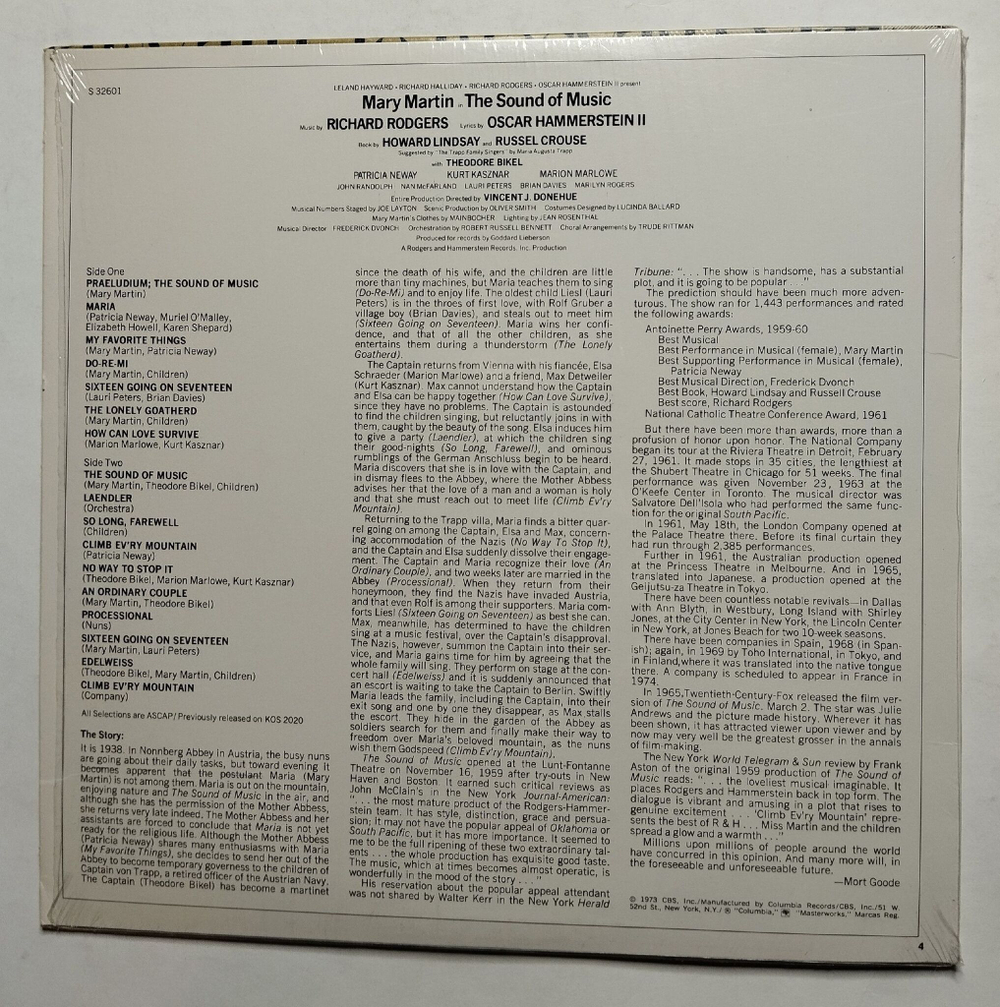 S 32601
LELAND HAYWARD • RICHARD HALLIDAY • RICHARD RODGERS • OSCAR HAMMERSTEIN II present
Mary Martin in The Sound of Music
Music by RICHARD RODGERS Lyrics by OSCAR HAMMERSTEIN II
Book by HOWARD LINDSAY and RUSSEL CROUSE
Suggested by "The Trapp Family Singers" by Maria Augusta Trapp
with THEODORE BIKEL
PATRICIA NEWAY KURT KASZNAR MARION MARLOWE
JOHN RANDOLPH NAN McFARLAND LAURI PETERS BRIAN DAVIES MARILYN ROGERS
Entire Production Directed by VINCENT J. DONEHUE
Musical Numbers Staged by JOE LAYTON Scenic Production by OLIVER SMITH Costumes Designed by LUCINDA BALLARD
Mary Martin's Clothes by MAINBOCHER Lighting by JEAN ROSENTHAL
Musical Director FREDERICK DVONCH Orchestration by ROBERT RUSSELL BENNETT Choral Arrangements by TRUDE RITTMAN
Produced for records by Goddard Lieberson
A Rodgers and Hammerstein Records, Inc. Production
Side One
PRAELUDIUM; THE SOUND OF MUSIC
(Mary Martin)
MARIA
(Patricia Neway, Muriel O'Malley,
Elizabeth Howell, Karen Shepard)
MY FAVORITE THINGS
(Mary Martin, Patricia Neway)
DO-RE-MI
(Mary Martin, Children)
SIXTEEN GOING ON SEVENTEEN
(Lauri Peters, Brian Davies)
THE LONELY GOATHERD
(Mary Martin, Children)
HOW CAN LOVE SURVIVE
(Marion Marlowe, Kurt Kasznar)
Side Two
THE SOUND OF MUSIC
(Mary Martin, Theodore Bikel, Children)
LAENDLER
(Orchestra)
SO LONG, FAREWELL
(Children)
CLIMB EV'RY MOUNTAIN
(Patricia Neway)
NO WAY TO STOP IT
(Theodore Bikel, Marion Marlowe, Kurt Kasznar)
AN ORDINARY COUPLE
(Mary Martin, Theodore Bikel)
PROCESSIONAL
(Nuns)
SIXTEEN GOING ON SEVENTEEN
(Mary Martin, Lauri Peters)
EDELWEISS
(Theodore Bikel, Mary Martin, Children)
CLIMB EV'RY MOUNTAIN
(Company)
All Selections are ASCAP/Previously released on KOS 2020
The Story:
It is 1938. In Nonnberg Abbey in Austria, the busy nuns
are going about their daily tasks, but toward evening it
becomes apparent that the postulant Maria (Mary
Martin) is not among them. Maria is out on the mountain,
enjoying nature and The Sound of Music in the air, and
although she has the permission of the Mother Abbess,
she returns very late indeed. The Mother Abbess and her
assistants are forced to conclude that Maria is not yet
ready for the religious life. Although the Mother Abbess
(Patricia Neway) shares many enthusiasms with Maria
(My Favorite Things), she decides to send her out of the
Abbey to become temporary governess to the children of
Captain von Trapp, a retired officer of the Austrian Navy.
The Captain (Theodore Bikel) has become a martinet
since the death of his wife, and the children are little
more than tiny machines, but Maria teaches them to sing
(Do-Re-Mi) and to enjoy life. The oldest child Liesl (Lauri
Peters) is in the throes of first love, with Rolf Gruber a
village boy (Brian Davies), and steals out to meet him
(Sixteen Going on Seventeen). Maria wins her confi-
dence, and that of all the other children, as she
entertains them during a thunderstorm (The Lonely
Goatherd).
The Captain returns from Vienna with his fiancée, Elsa
Schraeder (Marion Marlowe) and a friend, Max Detweiler
(Kurt Kasznar). Max cannot understand how the Captain
and Elsa can be happy together (How Can Love Survive),
since they have no problems. The Captain is astounded
to find the children singing, but reluctantly joins in with
them, caught by the beauty of the song. Elsa induces him
to give a party (Laendler), at which the children sing
their good-nights (So Long, Farewell), and ominous
rumblings of the German Anschluss begin to be heard.
Maria discovers that she is in love with the Captain, and
in dismay flees to the Abbey, where the Mother Abbess
advises her that the love of a man and a woman is holy
and that she must reach out to meet life (Climb Ev'ry
Mountain).
Returning to the Trapp villa, Maria finds a bitter quar-
rel going on among the Captain, Elsa and Max, concern-
ing accommodation of the Nazis (No Way To Stop It),
and the Captain and Elsa suddenly dissolve their engage-
ment. The Captain and Maria recognize their love (An
Ordinary Couple), and two weeks later are married in the
Abbey (Processional). When they return from their
honeymoon, they find the Nazis have invaded Austria,
and that even Rolf is among their supporters. Maria com-
forts Liesl (Sixteen Going on Seventeen) as best she can.
Max, meanwhile, has determined to have the children
sing at a music festival, over the Captain's disapproval.
The Nazis, however, summon the Captain into their ser-
vice, and Maria gains time for him by agreeing that the
whole family will sing. They perform on stage at the con-
cert hall (Edelweiss) and it is suddenly announced that
an escort is waiting to take the Captain to Berlin. Swiftly
Maria leads the family, including the Captain, into their
exit song and one by one they disappear, as Max stalls
the escort. They hide in the garden of the Abbey as
soldiers search for them and finally make their way to
freedom over Maria's beloved mountain, as the nuns
wish them Godspeed (Climb Ev'ry Mountain).
The Sound of Music opened at the Lunt-Fontanne
Theatre on November 16, 1959 after try-outs in New
Haven and Boston. It earned such critical reviews as
John McClain's in the New York Journal-American:
". . . the most mature product of the Rodgers-Hammer-
stein team. It has style, distinction, grace and persua-
sion; it may not have the popular appeal of Oklahoma or
South Pacific, but it has more importance. It seemed to
me to be the full ripening of these two extraordinary tal-
ents . . . the whole production has exquisite good taste.
The music, which at times becomes almost operatic, is
wonderfully in the mood of the story . . ."
His reservation about the popular appeal attendant
was not shared by Walter Kerr in the New York Herald
Tribune: ". . . The show is handsome, has a substantial
plot, and it is going to be popular . . ."
The prediction should have been much more adven-
turous. The show ran for 1,443 performances and rated
the following awards:
Antoinette Perry Awards, 1959-60
Best Musical
Best Performance in Musical (female), Mary Martin
Best Supporting Performance in Musical (female),
Patricia Neway
Best Musical Direction, Frederick Dvonch
Best Book, Howard Lindsay and Russell Crouse
Best score, Richard Rodgers
National Catholic Theatre Conference Award, 1961
But there have been more than awards, more than a
profusion of honor upon honor. The National Company
began its tour at the Riviera Theatre in Detroit, February
27, 1961. It made stops in 35 cities, the lengthiest at
the Shubert Theatre in Chicago for 51 weeks. The final
performance was given November 23, 1963 at the
O'Keefe Center in Toronto. The musical director was
Salvatore Dell'Isola who had performed the same func-
tion for the original South Pacific.
In 1961, May 18th, the London Company opened at
the Palace Theatre there. Before its final curtain they
had run through 2,385 performances.
Further in 1961, the Australian production opened
at the Princess Theatre in Melbourne. And in 1965,
translated into Japanese, a production opened at the
Geijutsu-za Theatre in Tokyo.
There have been countless notable revivals—in Dallas
with Ann Blyth, in Westbury, Long Island with Shirley
Jones, at the City Center in New York, the Lincoln Center
in New York, at Jones Beach for two 10-week seasons.
There have been companies in Spain, 1968 (in Span-
ish); again, in 1969 by Toho International, in Tokyo, and
in Finland, where it was translated into the native tongue
there. A company is scheduled to appear in France in
1974.
In 1965, Twentieth-Century-Fox released the film ver-
sion of The Sound of Music. March 2. The star was Julie
Andrews and the picture made history. Wherever it has
been shown, it has attracted viewer upon viewer and by
now may very well be the greatest grosser in the annals
of film-making.
The New York World Telegram & Sun review by Frank
Aston of the original 1959 production of The Sound of
Music reads: ". . . the loveliest musical imaginable. It
places Rodgers and Hammerstein back in top form. The
dialogue is vibrant and amusing in a plot that rises to
genuine excitement . . . 'Climb Ev'ry Mountain' repre-
sents the best of R & H . . . Miss Martin and the children
spread a glow and a warmth . . ."
Millions upon millions of people around the world
have concurred in this opinion. And many more will, in
the foreseeable and unforeseeable future.
—Mort Goode
© 1973 CBS, Inc./Manufactured by Columbia Records/CBS, Inc./51 W.
52nd St., New York, N.Y./® "Columbia," "Masterworks," Marcas Reg.
4